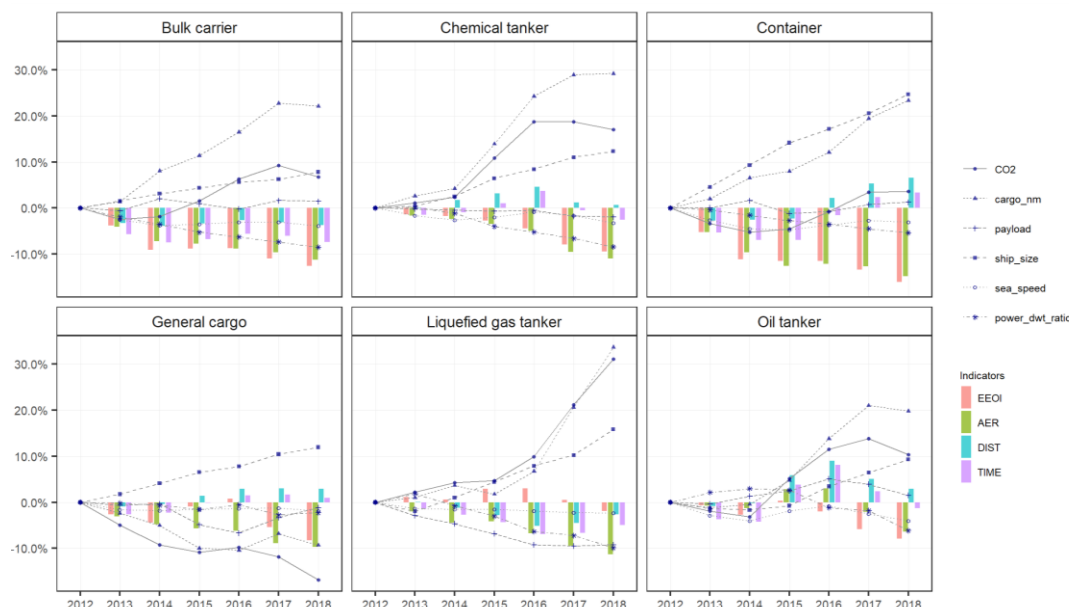 Bulk carrier
Chemical tanker
Container
30.0%
20.0%
10.0%
0.0%
-10.0%
General cargo
Liquefied gas tanker
Oil tanker
30.0%
20.0%
10.0%
0.0%
-10.0%
2012 2013 2014 2015 2016 2017 2018
2012 2013 2014 2015 2016 2017 2018
2012 2013 2014 2015 2016 2017 2018
CO2
cargo_nm
payload
ship_size
sea_speed
power_dwt_ratio
Indicators
EEOI
AER
DIST
TIME